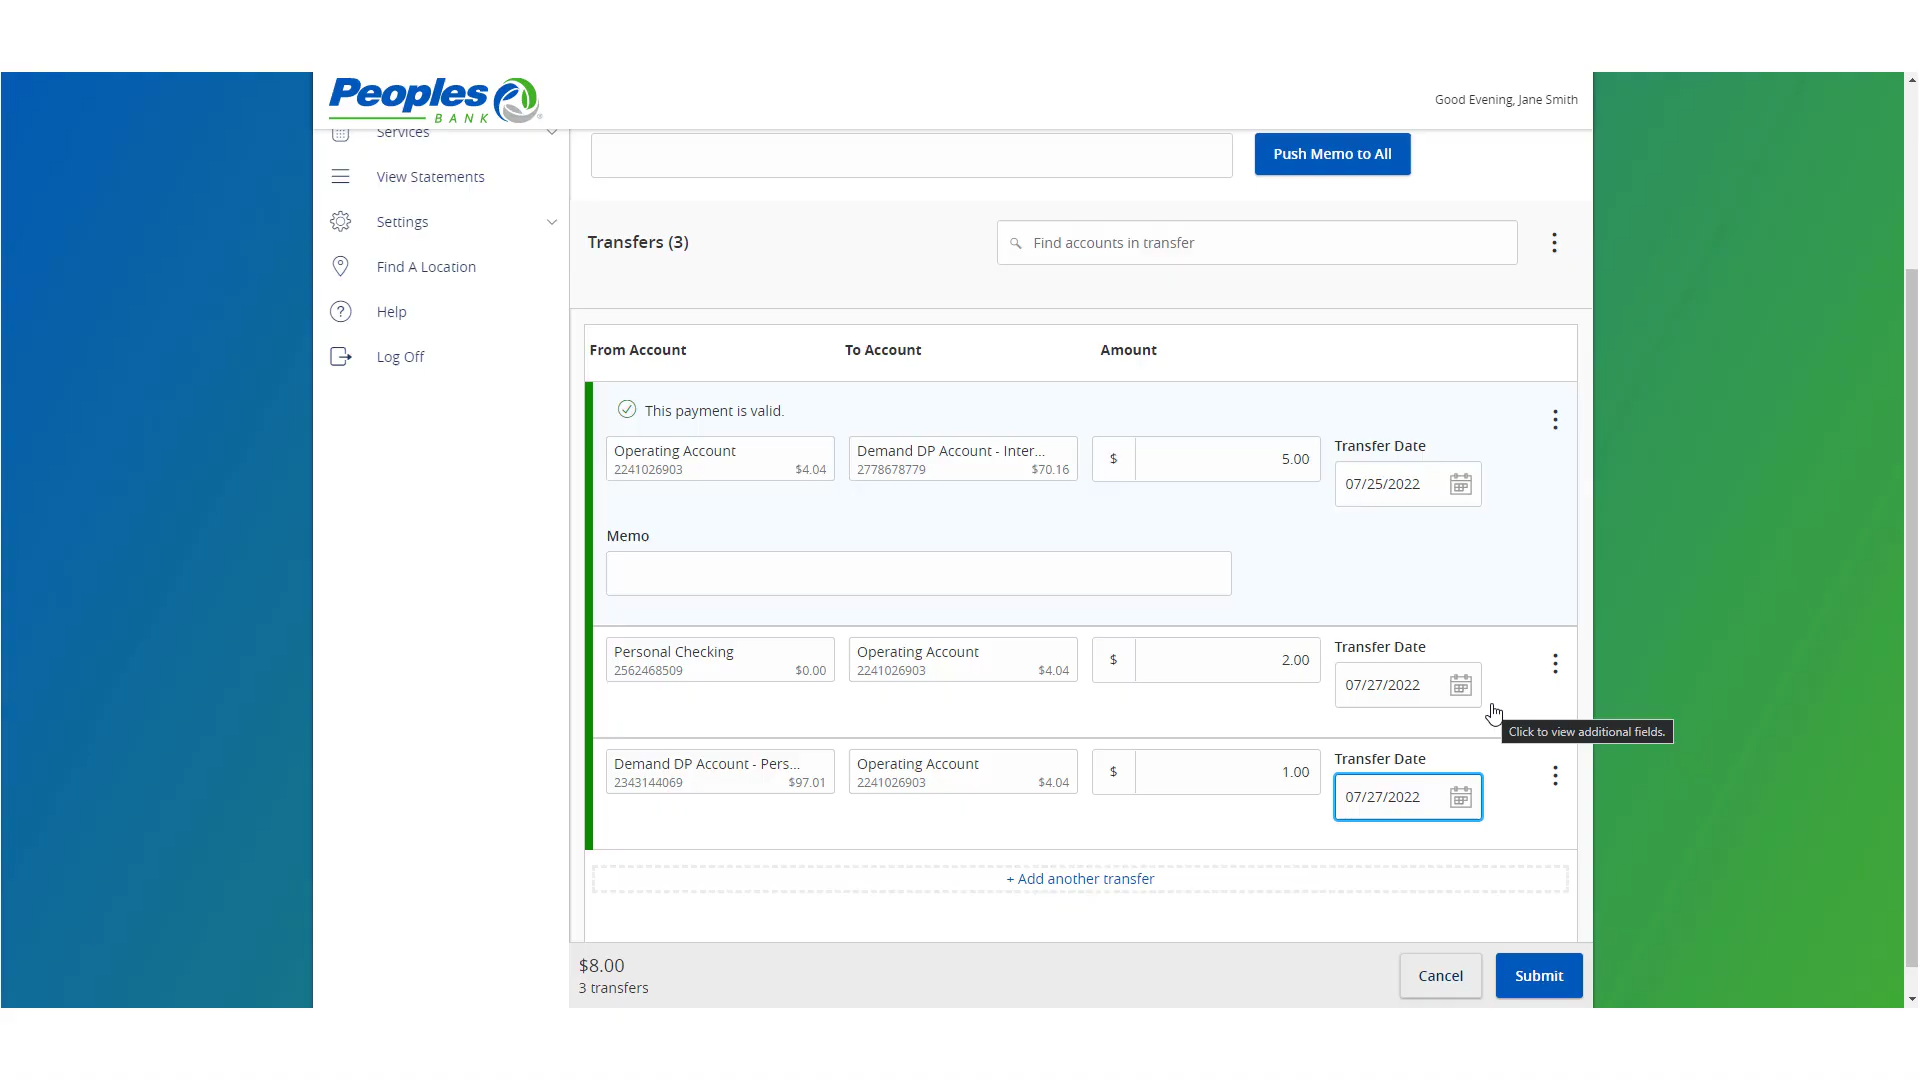 Peoples
BANK
Good Evening, Jane Smith
Services
View Statements
Settings
Find A Location
Help
Log Off
Push Memo to All
Transfers (3)
Find accounts in transfer
From Account To Account Amount
This payment is valid.
Operating Account
2241026903 $4.04
Demand DP Account - Inter...
2778678779 $70.16
$ 5.00
Transfer Date
07/25/2022
Memo
Personal Checking
2562468509 $0.00
Operating Account
2241026903 $4.04
$ 2.00
Transfer Date
07/27/2022
Click to view additional fields.
Demand DP Account - Pers...
2343144069 $97.01
Operating Account
2241026903 $4.04
$ 1.00
Transfer Date
07/27/2022
+ Add another transfer
$8.00
3 transfers
Cancel
Submit